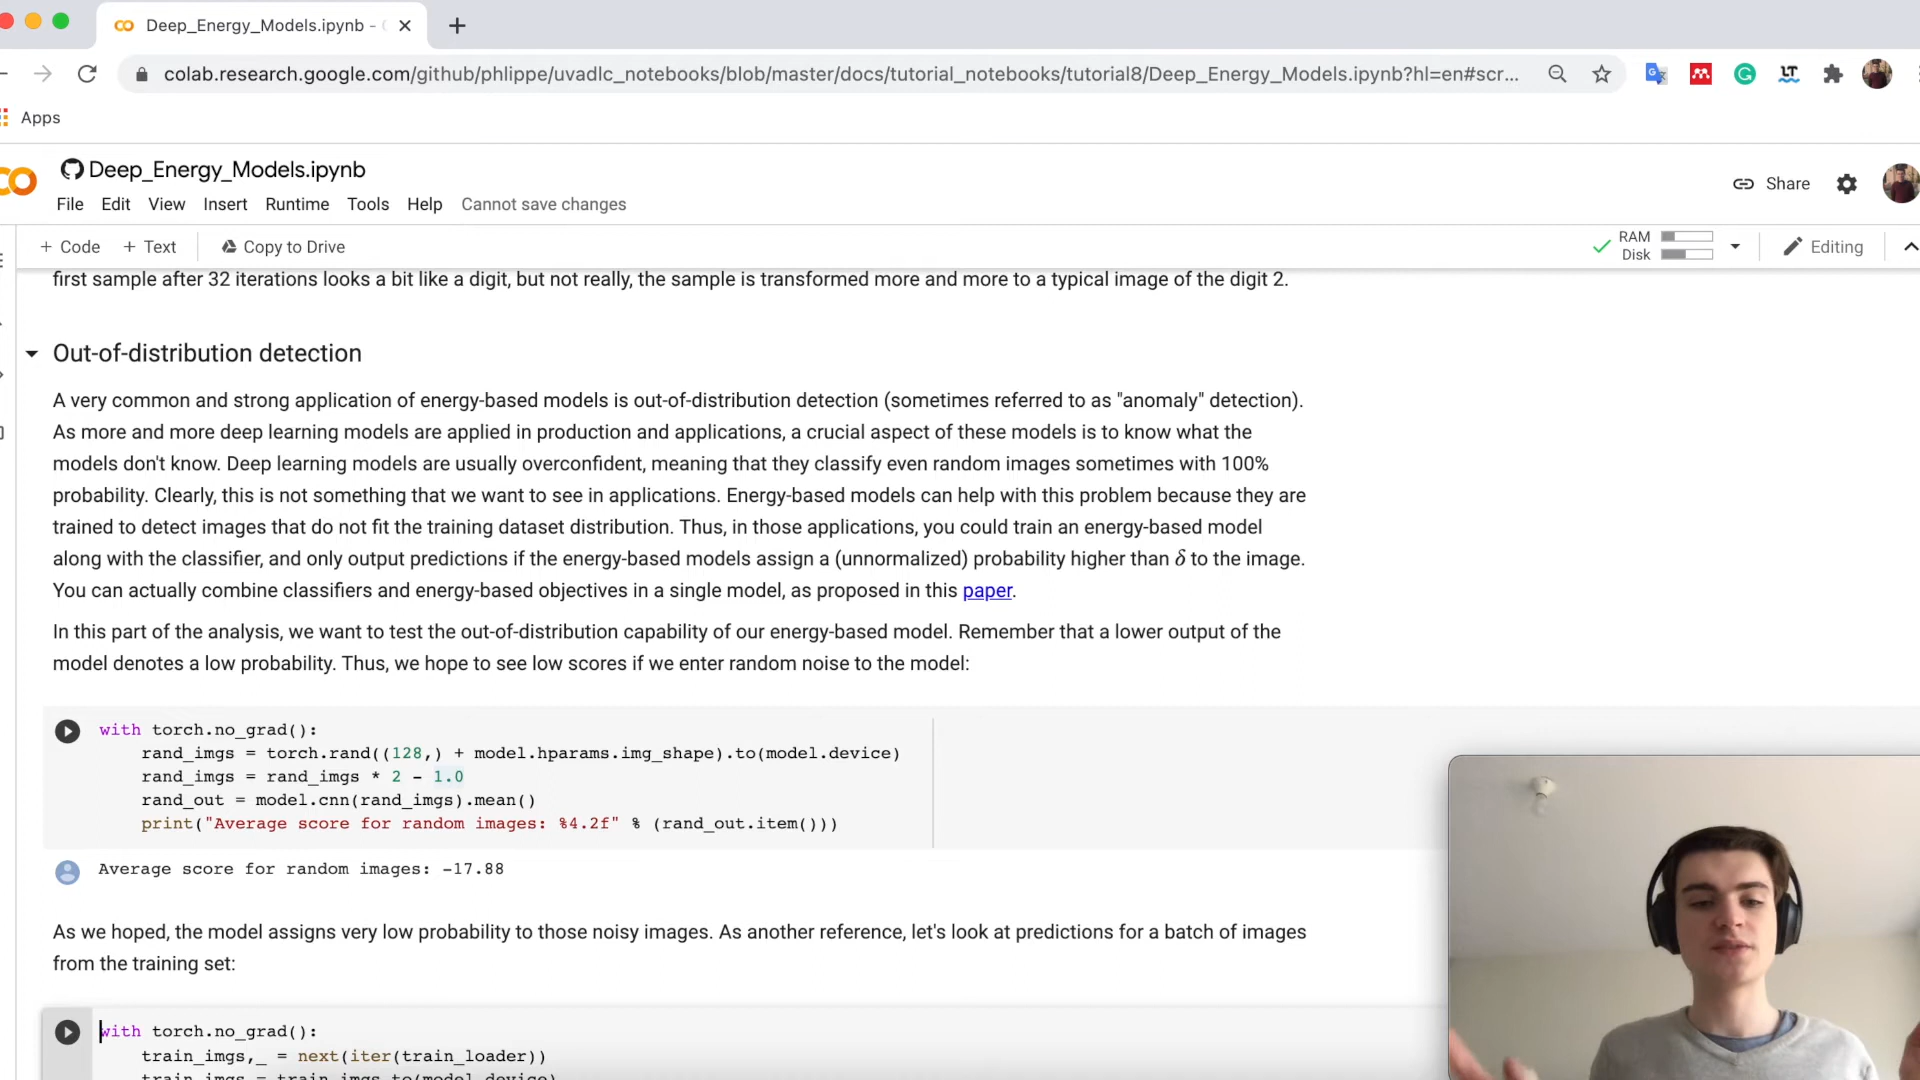 Deep_Energy_Models.ipynb -
colab.research.google.com/github/phlippe/uvadlc_notebooks/blob/master/docs/tutorial_notebooks/tutorial8/Deep_Energy_Models.ipynb?hl=en#scr...
Apps
Deep_Energy_Models.ipynb
Share
File Edit View Insert Runtime Tools Help Cannot save changes
+ Code + Text Copy to Drive
RAM
Disk
Editing
first sample after 32 iterations looks a bit like a digit, but not really, the sample is transformed more and more to a typical image of the digit 2.
Out-of-distribution detection
A very common and strong application of energy-based models is out-of-distribution detection (sometimes referred to as "anomaly" detection).
As more and more deep learning models are applied in production and applications, a crucial aspect of these models is to know what the
models don't know. Deep learning models are usually overconfident, meaning that they classify even random images sometimes with 100%
probability. Clearly, this is not something that we want to see in applications. Energy-based models can help with this problem because they are
trained to detect images that do not fit the training dataset distribution. Thus, in those applications, you could train an energy-based model
along with the classifier, and only output predictions if the energy-based models assign a (unnormalized) probability higher than δ to the image.
You can actually combine classifiers and energy-based objectives in a single model, as proposed in this paper.
In this part of the analysis, we want to test the out-of-distribution capability of our energy-based model. Remember that a lower output of the
model denotes a low probability. Thus, we hope to see low scores if we enter random noise to the model:
with torch.no_grad():
rand_imgs = torch.rand((128,) + model.hparams.img_shape).to(model.device)
rand_imgs = rand_imgs * 2 - 1.0
rand_out = model.cnn(rand_imgs).mean()
print("Average score for random images: %4.2f" % (rand_out.item()))
Average score for random images: -17.88
As we hoped, the model assigns very low probability to those noisy images. As another reference, let's look at predictions for a batch of images
from the training set:
with torch.no_grad():
train_imgs,_ = next(iter(train_loader))
train_imgs = train_imgs.to(model.device)